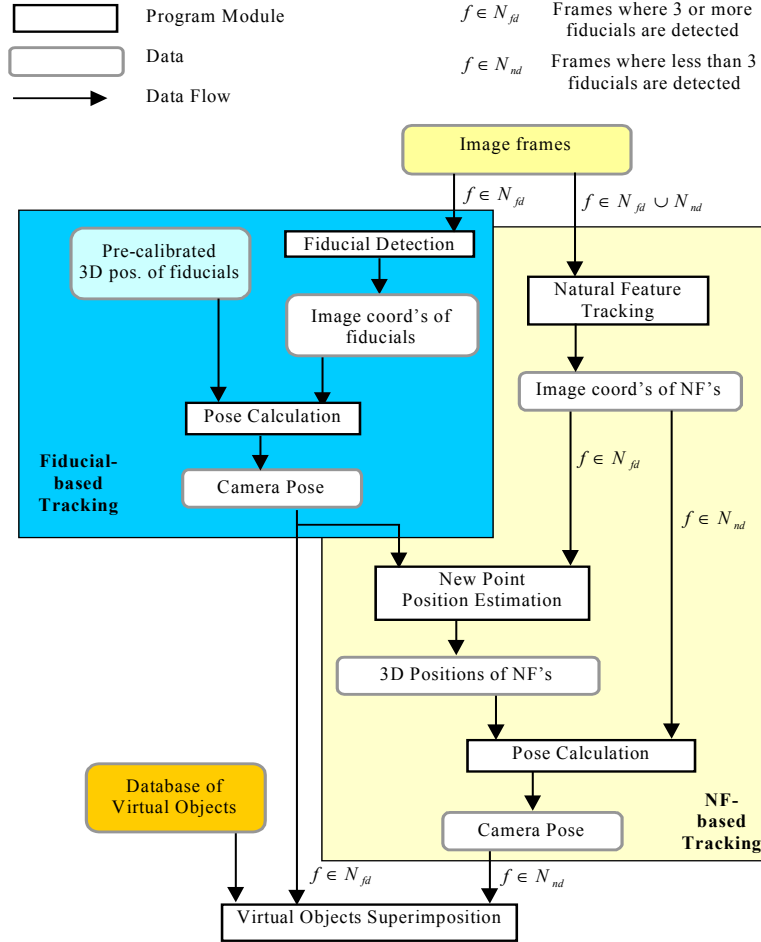 Program Module
Data
Data Flow
f ∈ N_fd Frames where 3 or more
fiducials are detected
f ∈ N_nd Frames where less than 3
fiducials are detected
Image frames
f ∈ N_fd
f ∈ N_fd ∪ N_nd
Pre-calibrated
3D pos. of fiducials
Fiducial Detection
Image coord's of
fiducials
Pose Calculation
Camera Pose
Fiducial-
based
Tracking
Natural Feature
Tracking
Image coord's of NF's
f ∈ N_fd
f ∈ N_nd
New Point
Position Estimation
3D Positions of NF's
Pose Calculation
Camera Pose
NF-
based
Tracking
Database of
Virtual Objects
f ∈ N_fd
f ∈ N_nd
Virtual Objects Superimposition